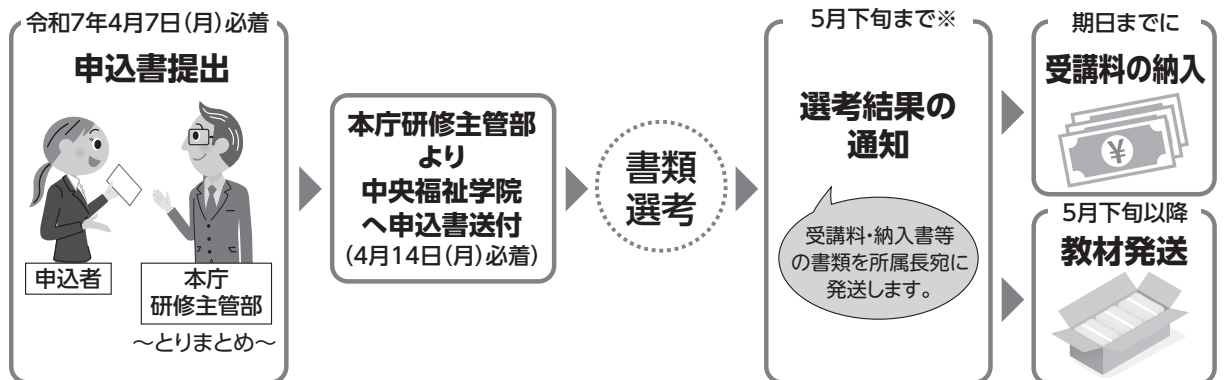 令和7年4月7日(月)必着
申込書提出
申込者
本庁
研修主管部
〜とりまとめ〜
本庁研修主管部
より
中央福祉学院
へ申込書送付
(4月14日(月)必着)
書類
選考
5月下旬まで※
選考結果の
通知
受講料・納入書等
の書類を所属長宛に
発送します。
期日までに
受講料の納入
¥
5月下旬以降
教材発送